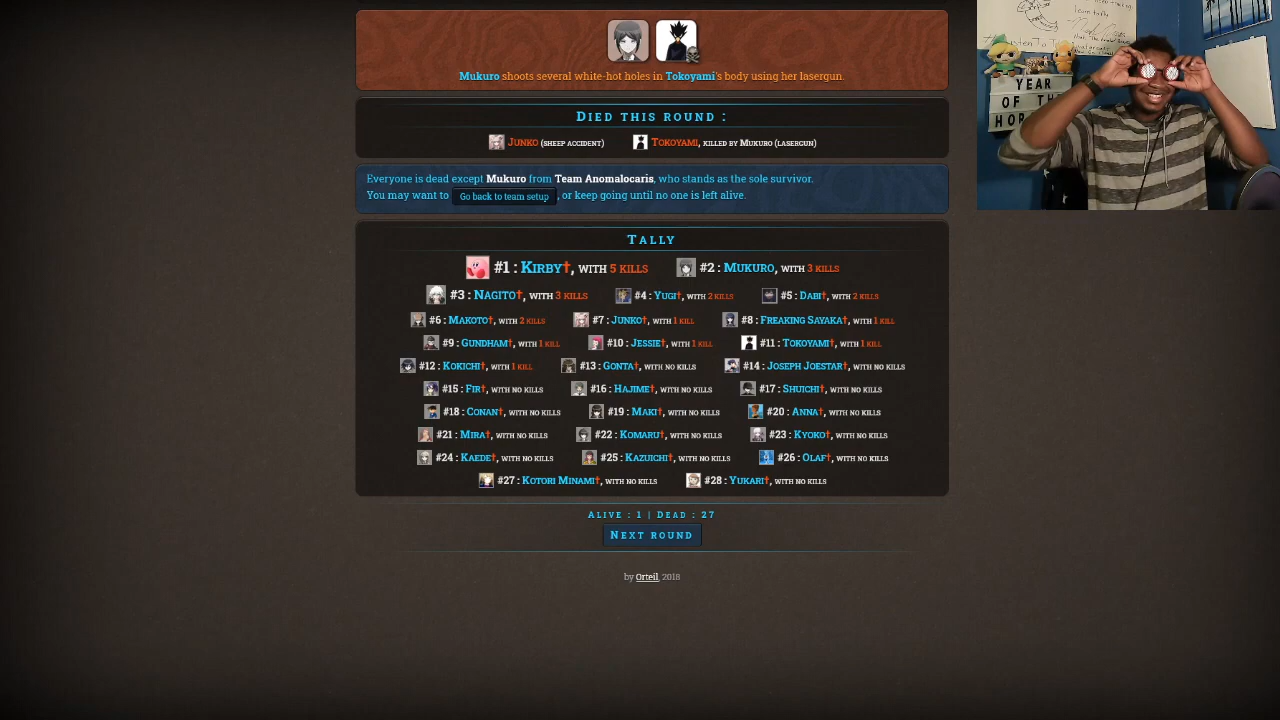 Mukuro shoots several white-hot holes in Tokoyami's body using her lasergun.
Died this round :
Junko (sheep accident) Tokoyami, killed by Mukuro (lasergun)
Everyone is dead except Mukuro from Team Anomalocaris, who stands as the sole survivor.
You may want to Go back to team setup, or keep going until no one is left alive.
Tally
#1 : Kirby†, with 5 kills #2 : Mukuro, with 3 kills
#3 : Nagito†, with 3 kills #4 : Yugi†, with 2 kills #5 : Dabi†, with 2 kills
#6 : Makoto†, with 2 kills #7 : Junko†, with 1 kill #8 : Freaking Sayaka†, with 1 kill
#9 : Gundham†, with 1 kill #10 : Jessie†, with 1 kill #11 : Tokoyami†, with 1 kill
#12 : Kokichi†, with 1 kill #13 : Gonta†, with no kills #14 : Joseph Joestar†, with no kills
#15 : Fir†, with no kills #16 : Hajime†, with no kills #17 : Shuichi†, with no kills
#18 : Conan†, with no kills #19 : Maki†, with no kills #20 : Anna†, with no kills
#21 : Mira†, with no kills #22 : Komaru†, with no kills #23 : Kyoko†, with no kills
#24 : Kaede†, with no kills #25 : Kazuichi†, with no kills #26 : Olaf†, with no kills
#27 : Kotori Minami†, with no kills #28 : Yukari†, with no kills
Alive : 1 | Dead : 27
Next round
by Orteil, 2018
YEAR
OF THE
HOR